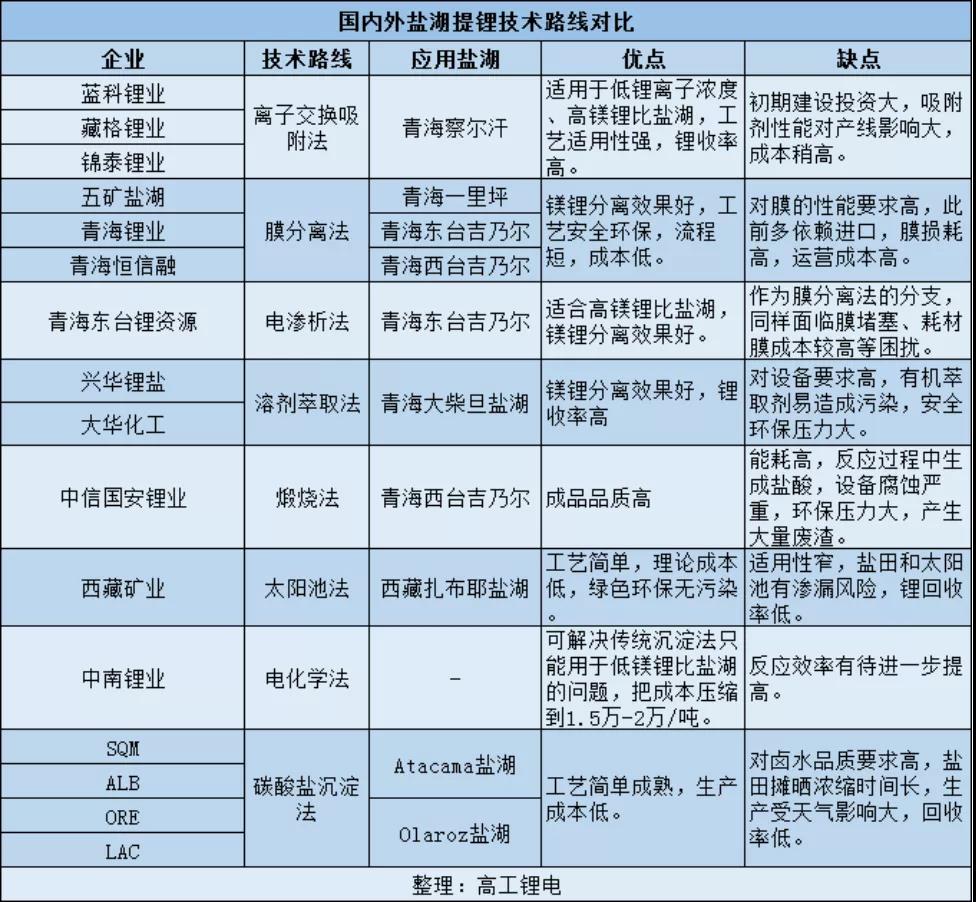 国内外盐湖提锂技术路线对比
企业 技术路线 应用盐湖 优点 缺点
蓝科锂业
藏格锂业
锦泰锂业
离子交换吸
附法
青海察尔汗
适用于低锂离子浓度
、高镁锂比盐湖，工
艺适用性强，锂收率
高。
初期建设投资大，吸附
剂性能对产线影响大，
成本稍高。
五矿盐湖
青海锂业
青海恒信融
膜分离法
青海一里坪
青海东台吉乃尔
青海西台吉乃尔
镁锂分离效果好，工
艺安全环保，流程
短，成本低。
对膜的性能要求高，此
前多依赖进口，膜损耗
高，运营成本高。
青海东台锂资源
电渗析法
青海东台吉乃尔
适合高镁锂比盐湖，
镁锂分离效果好。
作为膜分离法的分支，
同样面临膜堵塞、耗材
膜成本较高等困扰。
兴华锂盐
大华化工
溶剂萃取法
青海大柴旦盐湖
镁锂分离效果好，锂
收率高
对设备要求高，有机萃
取剂易造成污染，安全
环保压力大。
中信国安锂业
煅烧法
青海西台吉乃尔
成品品质高
能耗高，反应过程中生
成盐酸，设备腐蚀严
重，环保压力大，产生
大量废渣。
西藏矿业
太阳池法
西藏扎布耶盐湖
工艺简单，理论成本
低，绿色环保无污染
。
适用性窄，盐田和太阳
池有渗漏风险，锂回收
率低。
中南锂业
电化学法
-
可解决传统沉淀法只
能用于低镁锂比盐湖
的问题，把成本压缩
到1.5万-2万/吨。
反应效率有待进一步提
高。
SQM
ALB
ORE
LAC
碳酸盐沉淀
法
Atacama盐湖
Olaroz盐湖
工艺简单成熟，生产
成本低。
对卤水品质要求高，盐
田摊晒浓缩时间长，生
产受天气影响大，回收
率低。
整理：高工锂电